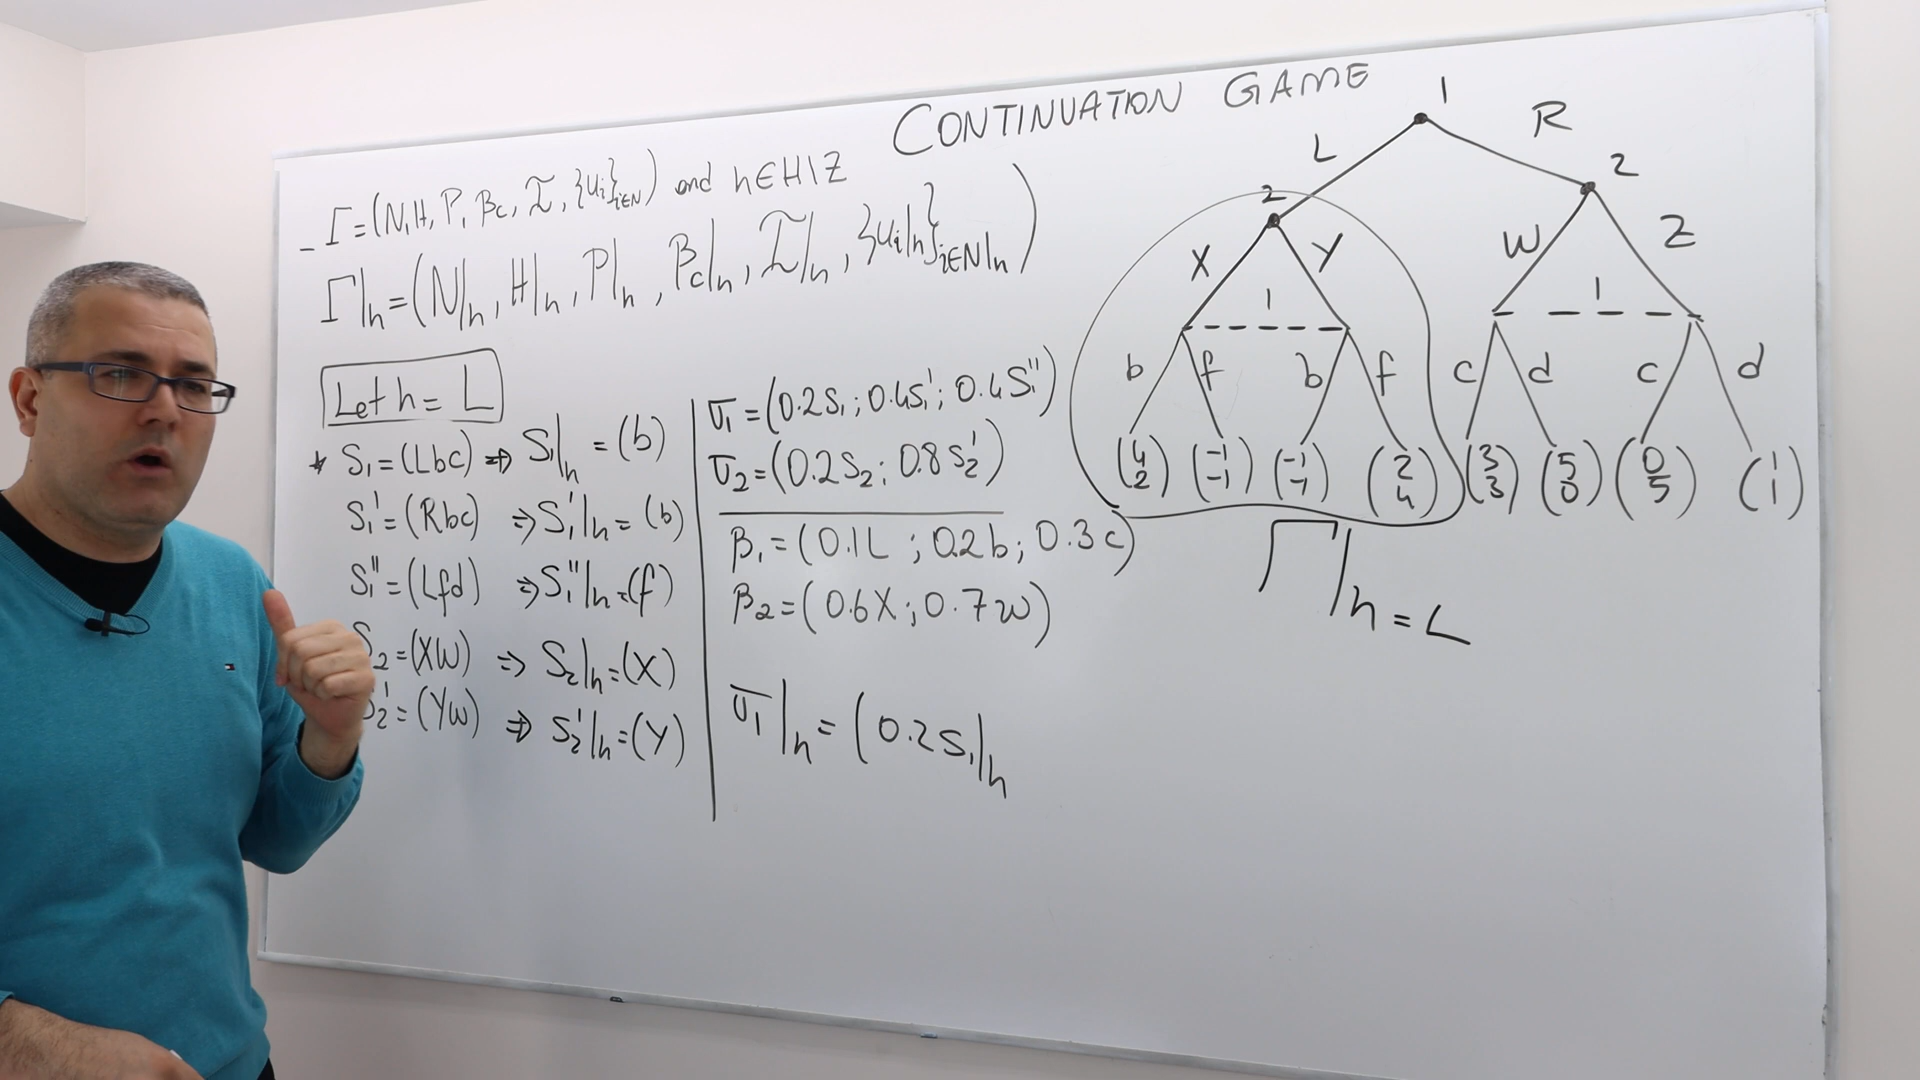 CONTINUATION GAME
- Γ = (N, H, P, βc, I, {ui}i∈N) and h∈H\Z
Γ|h = (N|h, H|h, P|h, βc|h, I|h, {ui|h}i∈N|h)
Let h = L
* S1 = (Lbc) ⇒ S1|h = (b)
S1' = (Rbc) ⇒ S1'|h = (b)
S1'' = (Lfd) ⇒ S1''|h = (f)
S2 = (XW) ⇒ S2|h = (X)
S2' = (YW) ⇒ S2'|h = (Y)
σ1 = (0.2S1; 0.4S1'; 0.4S1'')
σ2 = (0.2S2; 0.8S2')
β1 = (0.1L; 0.2b; 0.3c)
β2 = (0.6X; 0.7W)
σ1|h = (0.2S1|h
1
L R
2 2
X Y W Z
1 1
b f b f c d c d
(4 2) (-1 -1) (-1 -1) (2 4) (3 3) (5 0) (0 5) (1 1)
Γ|h = L